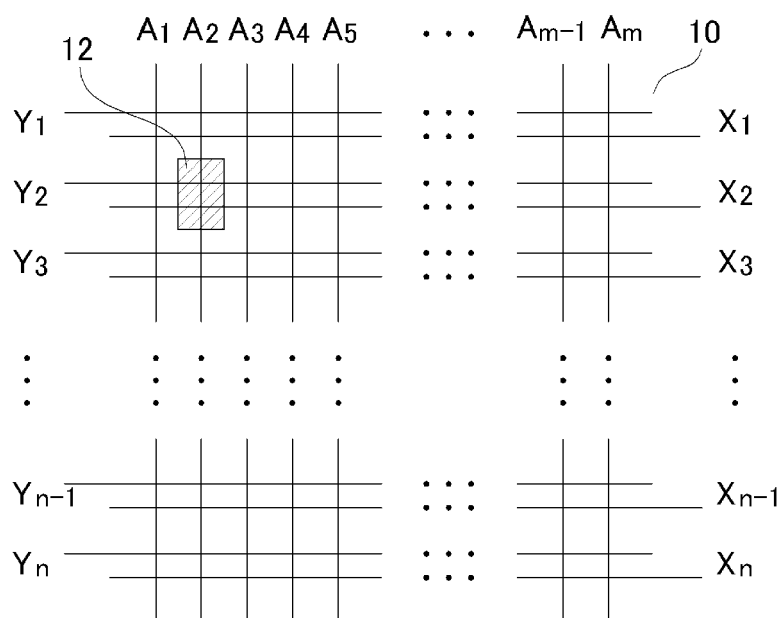 A1 A2 A3 A4 A5 ... Am-1 Am
12
10
Y1 X1
Y2 X2
Y3 X3
Yn-1 Xn-1
Yn Xn